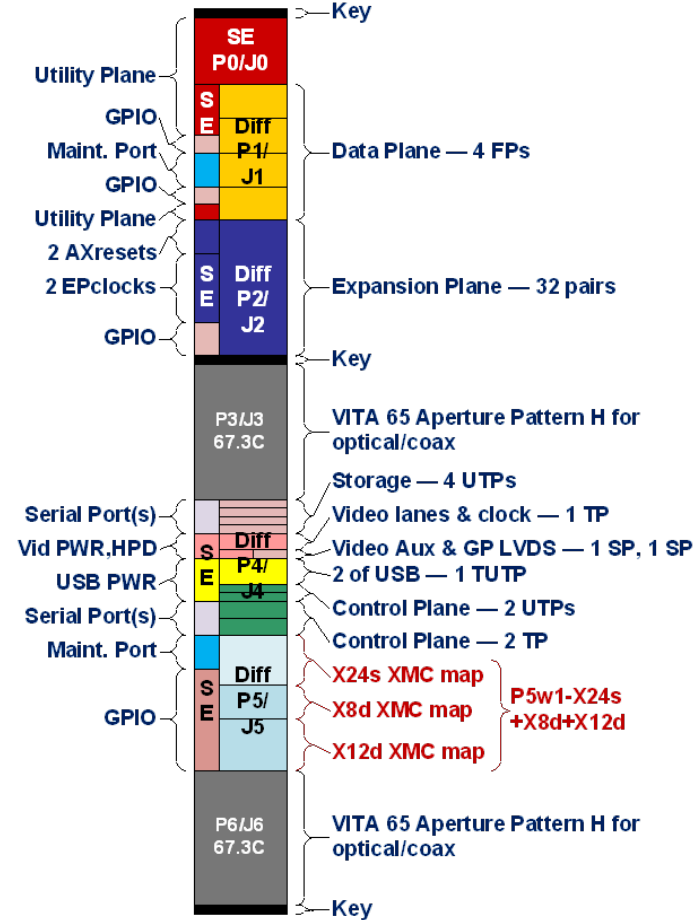 Key
SE
P0/J0
Utility Plane
S
E
GPIO
Diff
P1/
J1
Maint. Port
Data Plane — 4 FPs
GPIO
Utility Plane
2 AXresets
2 EPclocks
S
E
Diff
P2/
J2
Expansion Plane — 32 pairs
GPIO
Key
P3/J3
67.3C
VITA 65 Aperture Pattern H for
optical/coax
Storage — 4 UTPs
Serial Port(s)
Video lanes & clock — 1 TP
Vid PWR,HPD
S
E
Diff
P4/
J4
Video Aux & GP LVDS — 1 SP, 1 SP
USB PWR
2 of USB — 1 TUTP
Serial Port(s)
Control Plane — 2 UTPs
Control Plane — 2 TP
Maint. Port
X24s XMC map
S
E
Diff
P5/
J5
GPIO
X8d XMC map
P5w1-X24s
+X8d+X12d
X12d XMC map
P6/J6
67.3C
VITA 65 Aperture Pattern H for
optical/coax
Key